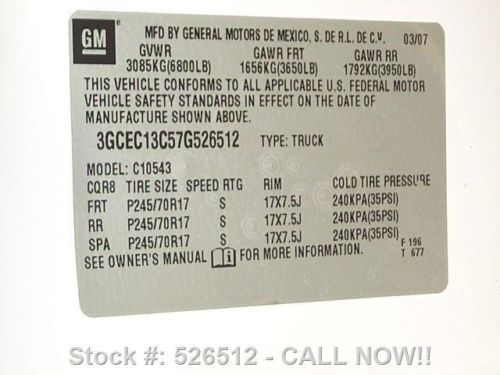 GM
MFD BY GENERAL MOTORS DE MEXICO, S. DE R.L. DE C.V. 03/07
GVWR GAWR FRT GAWR RR
3085KG(6800LB) 1656KG(3650LB) 1792KG(3950LB)
THIS VEHICLE CONFORMS TO ALL APPLICABLE U.S. FEDERAL MOTOR
VEHICLE SAFETY STANDARDS IN EFFECT ON THE DATE OF
MANUFACTURE SHOWN ABOVE.
3GCEC13C57G526512 TYPE: TRUCK
MODEL: C10543
CQR8 TIRE SIZE SPEED RTG RIM COLD TIRE PRESSURE
FRT P245/70R17 S 17X7.5J 240KPA(35PSI)
RR P245/70R17 S 17X7.5J 240KPA(35PSI)
SPA P245/70R17 S 17X7.5J 240KPA(35PSI)
SEE OWNER'S MANUAL i FOR MORE INFORMATION. F 196
T 677
Stock #: 526512 - CALL NOW!!